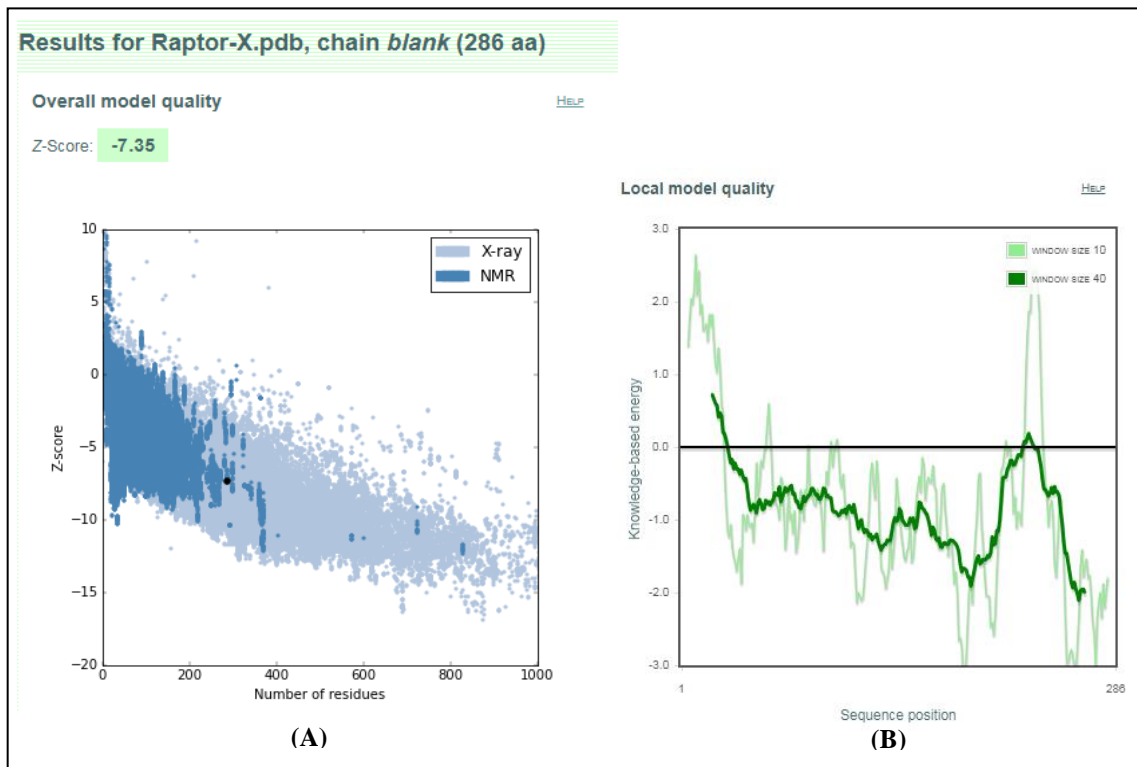 Results for Raptor-X.pdb, chain blank (286 aa)
Overall model quality
HELP
Z-Score: -7.35
10
5
0
−5
−10
−15
−20
Z-score
X-ray
NMR
0
200
400
600
800
1000
Number of residues
(A)
Local model quality
HELP
3.0
2.0
1.0
0.0
-1.0
-2.0
-3.0
Knowledge-based energy
WINDOW SIZE 10
WINDOW SIZE 40
1
286
Sequence position
(B)